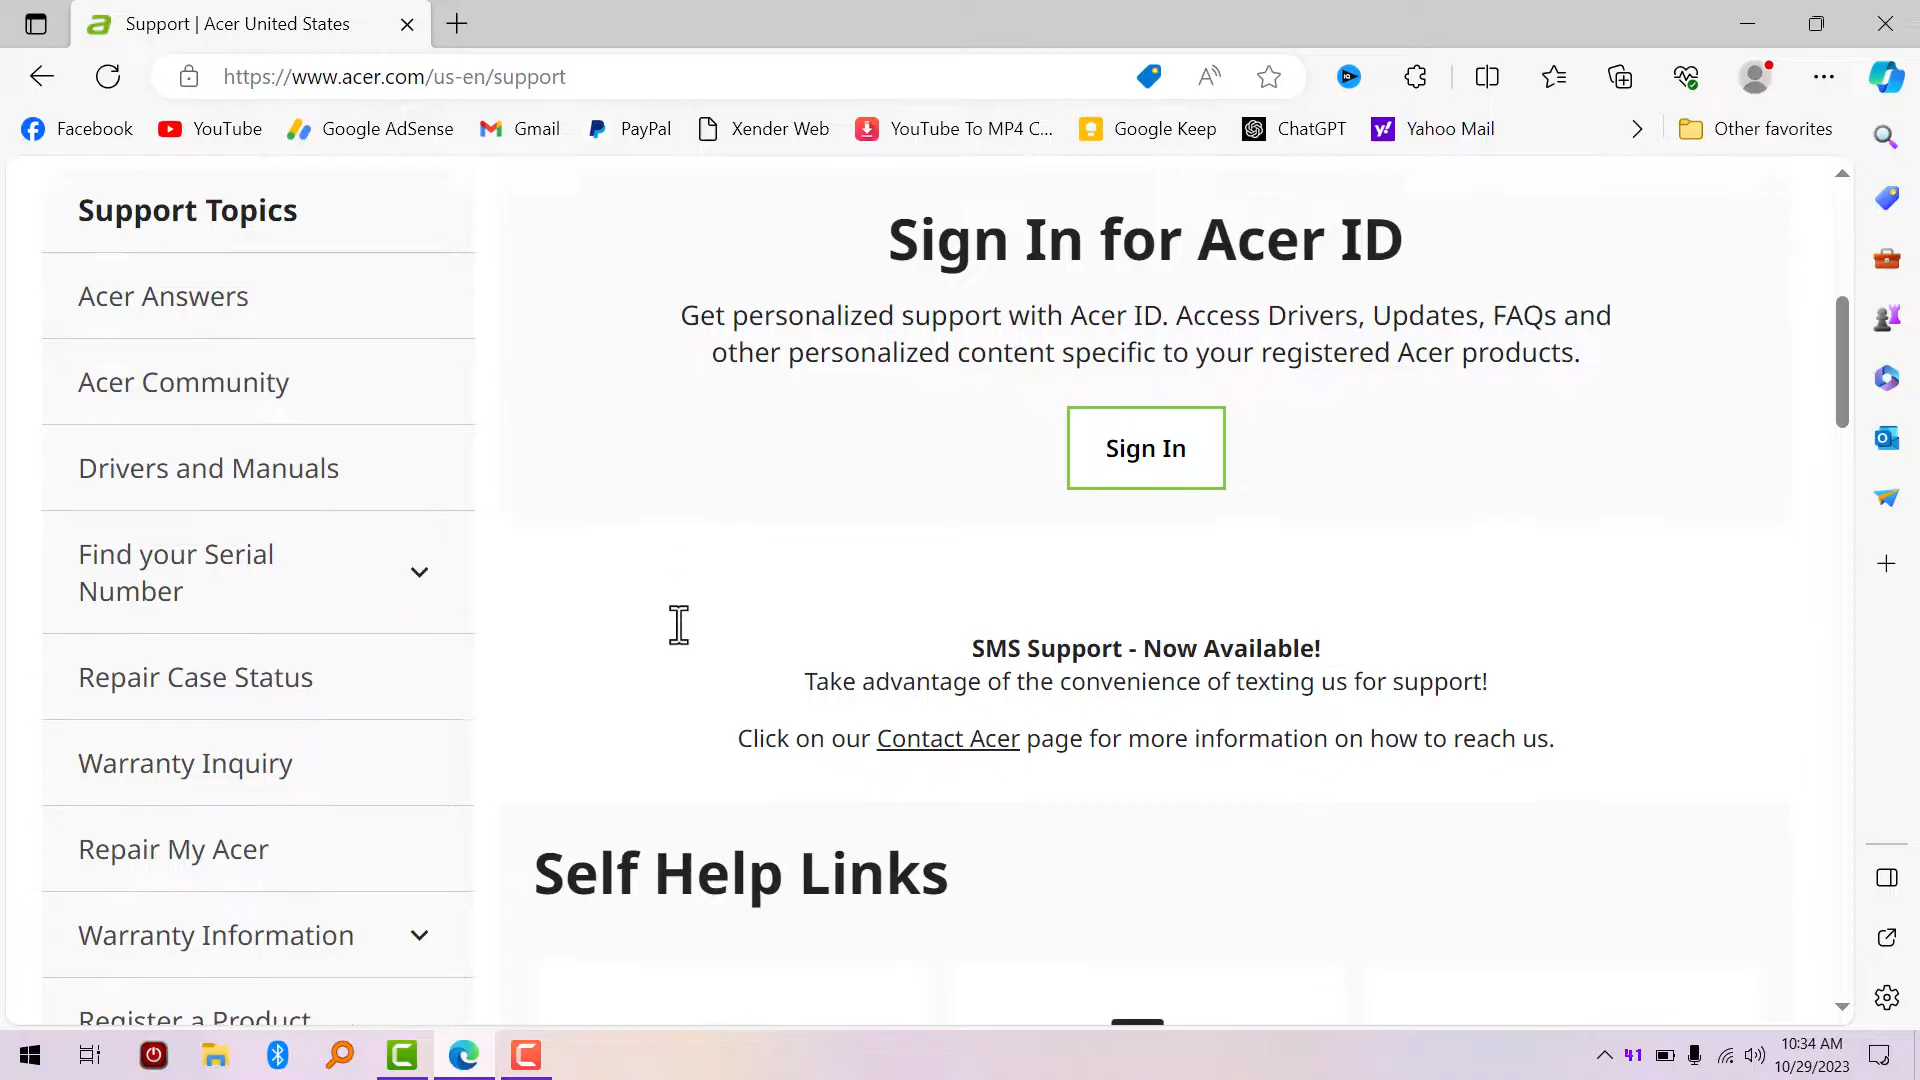 Support | Acer United States
https://www.acer.com/us-en/support
Facebook
YouTube
Google AdSense
Gmail
PayPal
Xender Web
YouTube To MP4 C...
Google Keep
ChatGPT
Yahoo Mail
Other favorites
Support Topics
Acer Answers
Acer Community
Drivers and Manuals
Find your Serial
Number
Repair Case Status
Warranty Inquiry
Repair My Acer
Warranty Information
Register a Product
Sign In for Acer ID
Get personalized support with Acer ID. Access Drivers, Updates, FAQs and
other personalized content specific to your registered Acer products.
Sign In
SMS Support - Now Available!
Take advantage of the convenience of texting us for support!
Click on our Contact Acer page for more information on how to reach us.
Self Help Links
41
10:34 AM
10/29/2023